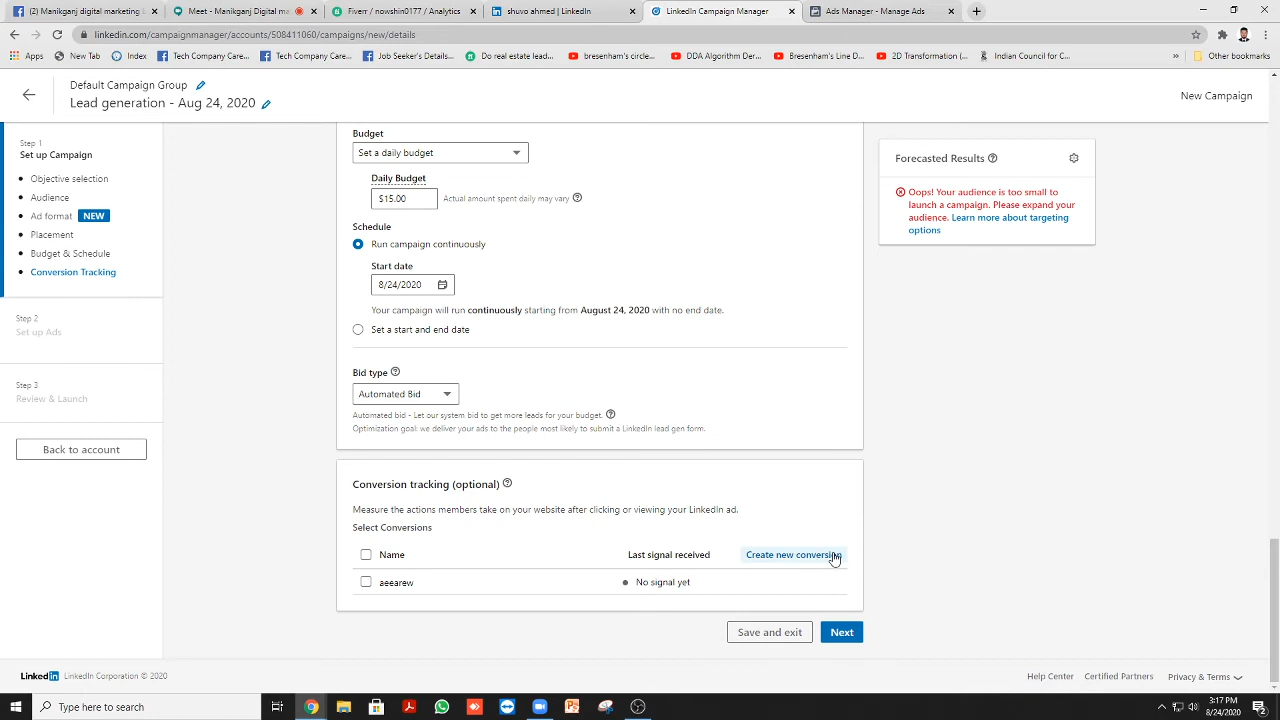 (2) Manikganj Digital marketing
Meet - Manikganj Digital ma
Fiverr / nowshin0177 / Analytics
shuvo ahmed | LinkedIn
LinkedIn Campaign Manager
Ads Manager - Manage Ads
linkedin.com/campaignmanager/accounts/508411060/campaigns/new/details
Apps
New Tab
(1) Index
Tech Company Care...
Tech Company Care...
Job Seeker's Details...
Do real estate lead...
bresenham's circle...
DDA Algorithm Der...
Bresenham's Line D...
2D Transformation (...
Indian Council for C...
»
Other bookmarks
Default Campaign Group
Lead generation - Aug 24, 2020
New Campaign
Step 1
Set up Campaign
Objective selection
Audience
Ad format NEW
Placement
Budget & Schedule
Conversion Tracking
Step 2
Set up Ads
Step 3
Review & Launch
Back to account
Budget
Set a daily budget
Daily Budget
$15.00 Actual amount spent daily may vary
Schedule
Run campaign continuously
Start date
8/24/2020
Your campaign will run continuously starting from August 24, 2020 with no end date.
Set a start and end date
Bid type
Automated Bid
Automated bid - Let our system bid to get more leads for your budget.
Optimization goal: we deliver your ads to the people most likely to submit a LinkedIn lead gen form.
Conversion tracking (optional)
Measure the actions members take on your website after clicking or viewing your LinkedIn ad.
Select Conversions
Name Last signal received Create new conversion
aeearew No signal yet
Save and exit Next
Forecasted Results
Oops! Your audience is too small to
launch a campaign. Please expand your
audience. Learn more about targeting
options
LinkedIn LinkedIn Corporation © 2020
Help Center Certified Partners Privacy & Terms
Type here to search
3:17 PM
8/24/2020